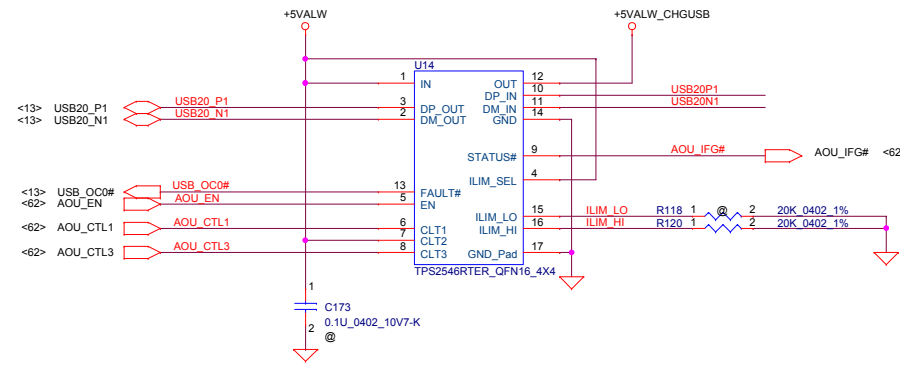 +5VALW +5VALW_CHGUSB
U14
1 IN OUT 12
DP_IN 10 USB20P1
<13> USB20_P1 USB20_P1 3 DP_OUT DM_IN 11 USB20N1
<13> USB20_N1 USB20_N1 2 DM_OUT GND 14
STATUS# 9 AOU_IFG# AOU_IFG# <62
ILIM_SEL 4
<13> USB_OC0# USB_OC0# 13 FAULT#
<62> AOU_EN AOU_EN 5 EN
ILIM_LO 15 ILIM_LO R118 1 @ 2 20K_0402_1%
<62> AOU_CTL1 AOU_CTL1 6 CLT1 ILIM_HI 16 ILIM_HI R120 1 2 20K_0402_1%
7 CLT2
<62> AOU_CTL3 AOU_CTL3 8 CLT3 GND_Pad 17
TPS2546RTER_QFN16_4X4
1
C173
0.1U_0402_10V7-K
2
@